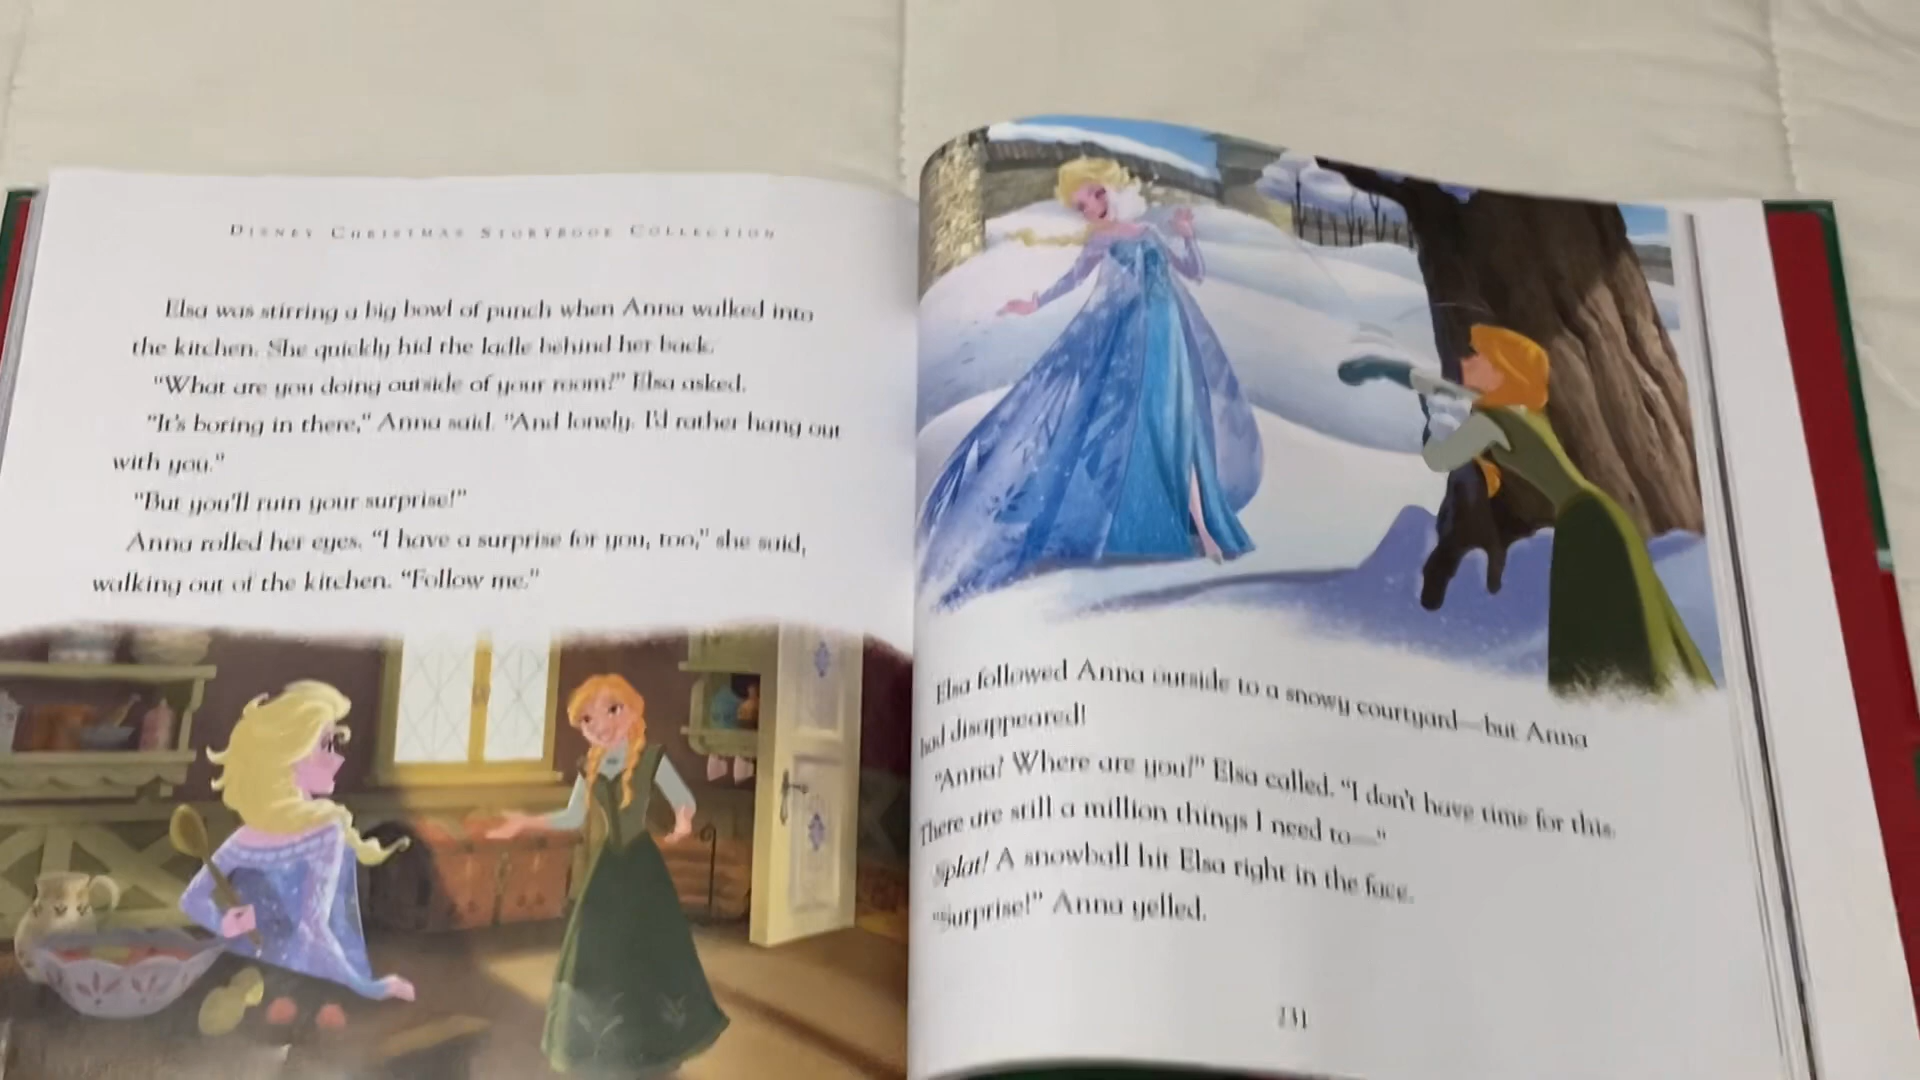 DISNEY CHRISTMAS STORYBOOK COLLECTION
Elsa was stirring a big bowl of punch when Anna walked into
the kitchen. She quickly hid the ladle behind her back.
“What are you doing outside of your room?” Elsa asked.
“It’s boring in there,” Anna said. “And lonely. I’d rather hang out
with you.”
“But you’ll ruin your surprise!”
Anna rolled her eyes. “I have a surprise for you, too,” she said,
walking out of the kitchen. “Follow me.”
Elsa followed Anna outside to a snowy courtyard—but Anna
had disappeared!
“Anna? Where are you?” Elsa called. “I don’t have time for this.
There are still a million things I need to—”
Splat! A snowball hit Elsa right in the face.
“Surprise!” Anna yelled.
231